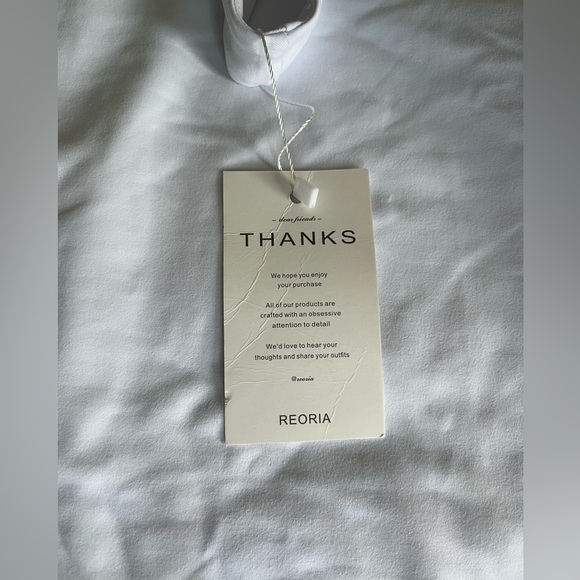 – dear friends –
THANKS
We hope you enjoy
your purchase
All of our products are
crafted with an obsessive
attention to detail
We'd love to hear your
thoughts and share your outfits
@reoria
REORIA